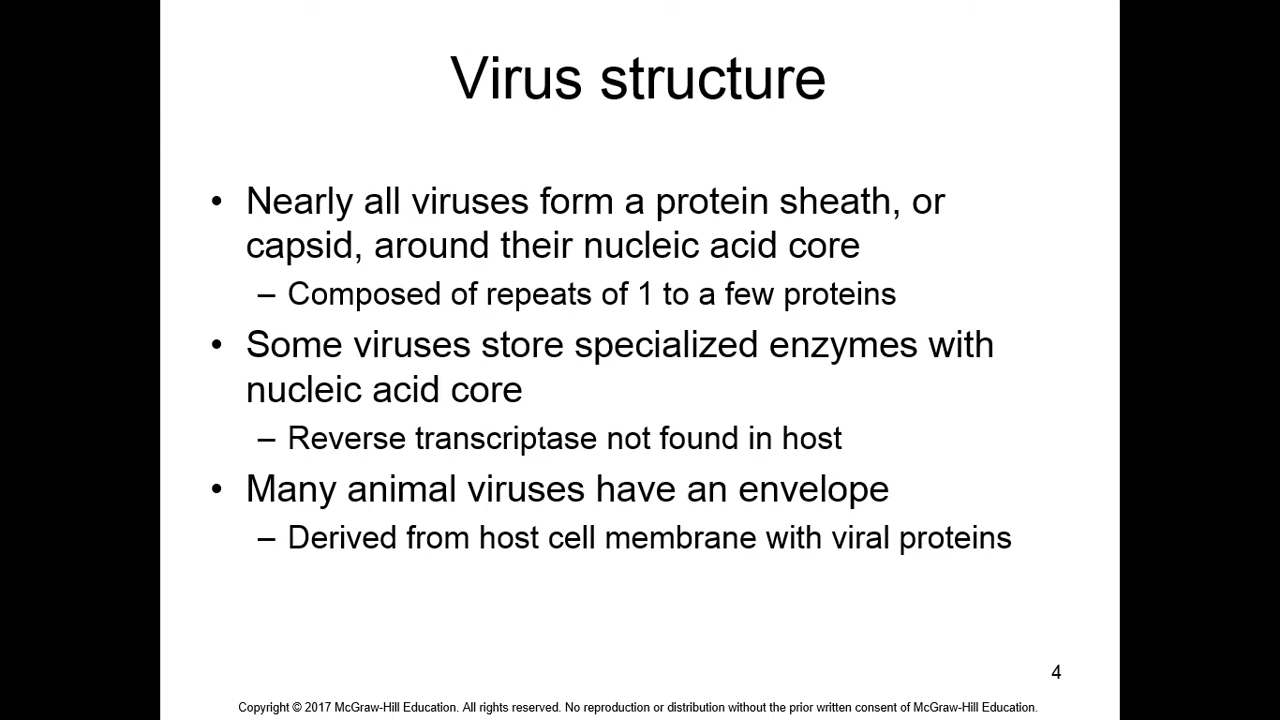 Virus structure
• Nearly all viruses form a protein sheath, or
capsid, around their nucleic acid core
– Composed of repeats of 1 to a few proteins
• Some viruses store specialized enzymes with
nucleic acid core
– Reverse transcriptase not found in host
• Many animal viruses have an envelope
– Derived from host cell membrane with viral proteins
4
Copyright © 2017 McGraw-Hill Education. All rights reserved. No reproduction or distribution without the prior written consent of McGraw-Hill Education.